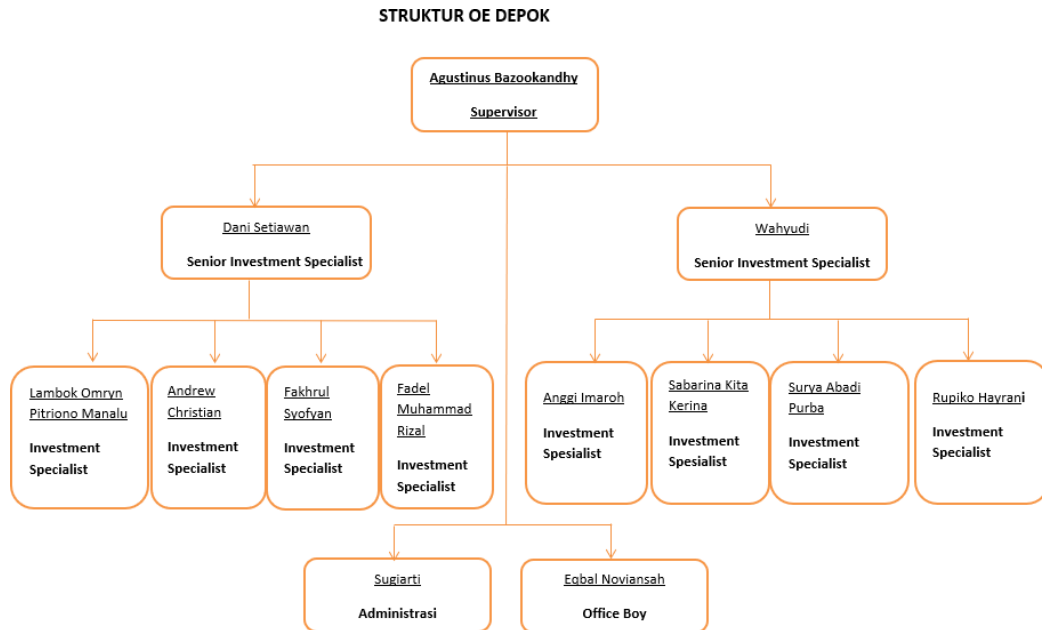 STRUKTUR OE DEPOK
Agustinus Bazookandhy
Supervisor
Dani Setiawan
Senior Investment Specialist
Wahyudi
Senior Investment Specialist
Lambok Omryn
Pitriono Manalu
Investment
Specialist
Andrew
Christian
Investment
Specialist
Fakhrul
Syofyan
Investment
Specialist
Fadel
Muhammad
Rizal
Investment
Specialist
Anggi Imaroh
Investment
Spesialist
Sabarina Kita
Kerina
Investment
Spesialist
Surya Abadi
Purba
Investment
Specialist
Rupiko Hayrani
Investment
Specialist
Sugiarti
Administrasi
Eqbal Noviansah
Office Boy